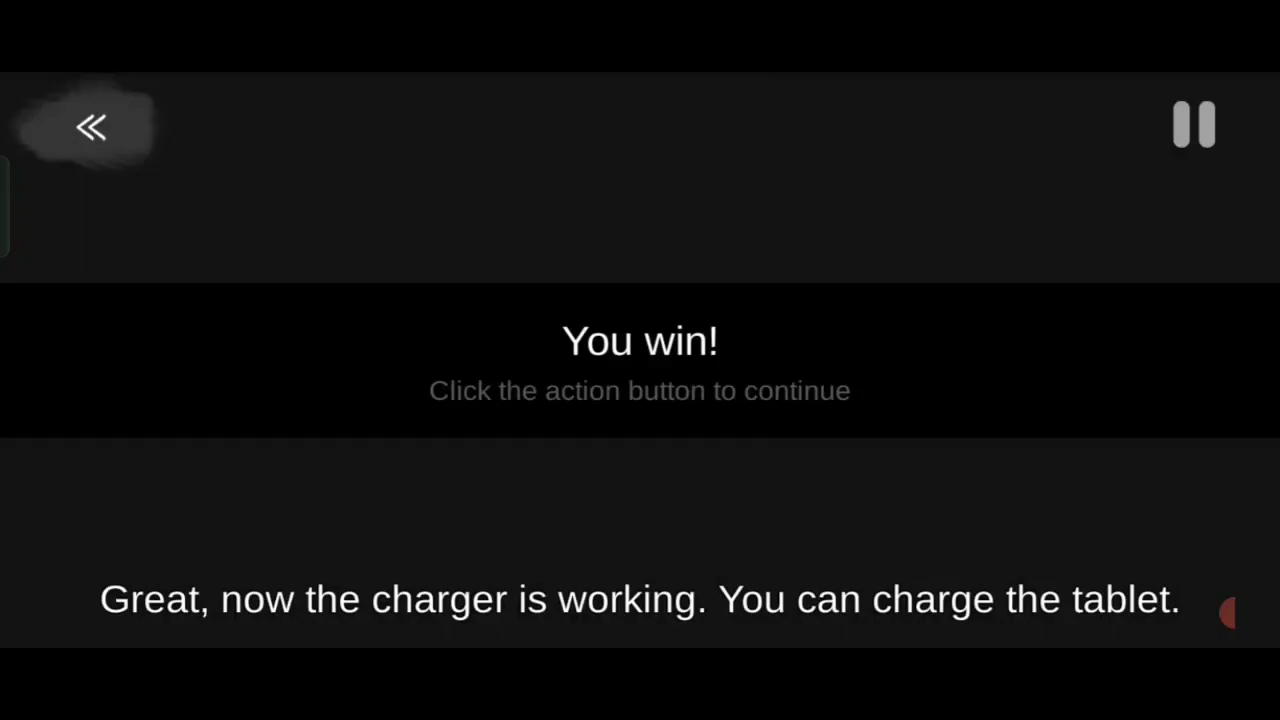 You win!
Click the action button to continue
Great, now the charger is working. You can charge the tablet.